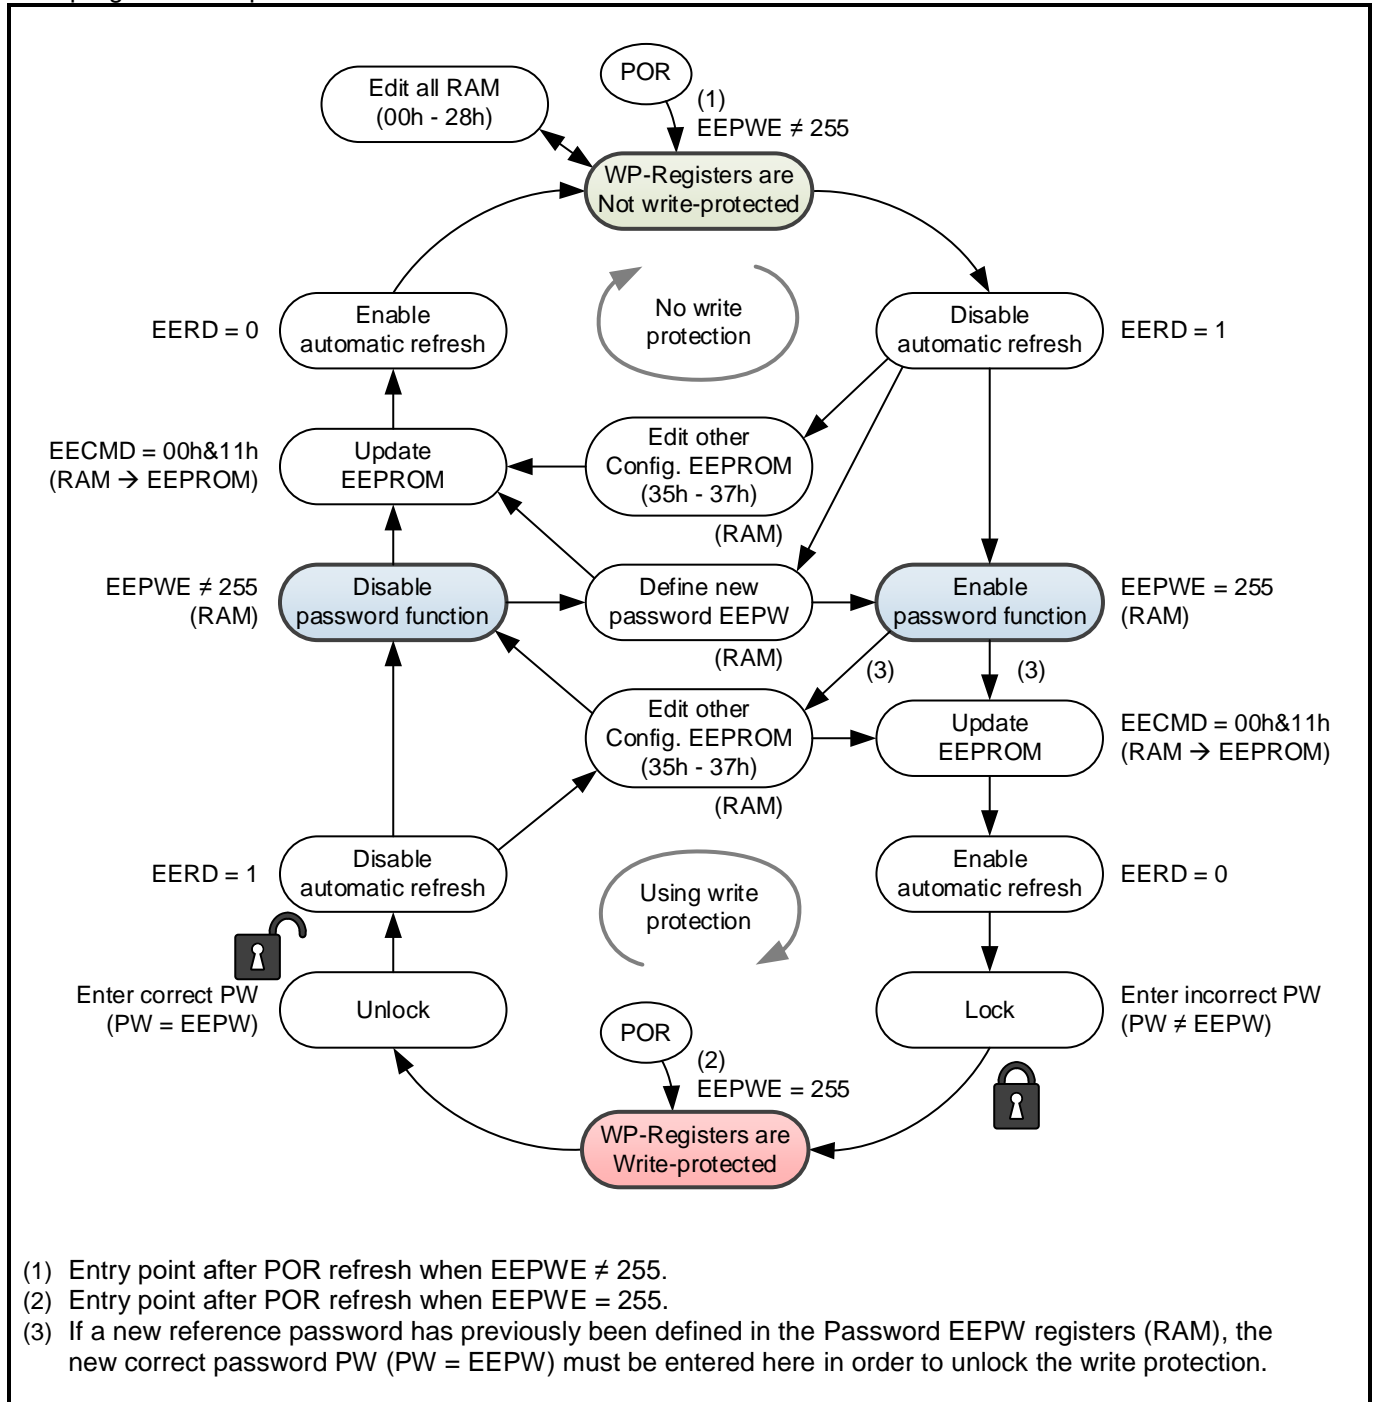 POR
Edit all RAM
(00h - 28h)
(1)
EEPWE ≠ 255
WP-Registers are
Not write-protected
EERD = 0
Enable
automatic refresh
No write
protection
Disable
automatic refresh
EERD = 1
EECMD = 00h&11h
(RAM → EEPROM)
Update
EEPROM
Edit other
Config. EEPROM
(35h - 37h)
(RAM)
EEPWE ≠ 255
(RAM)
Disable
password function
Define new
password EEPW
(RAM)
Enable
password function
EEPWE = 255
(RAM)
(3)
(3)
Edit other
Config. EEPROM
(35h - 37h)
(RAM)
Update
EEPROM
EECMD = 00h&11h
(RAM → EEPROM)
EERD = 1
Disable
automatic refresh
Using write
protection
Enable
automatic refresh
EERD = 0
Enter correct PW
(PW = EEPW)
Unlock
Lock
Enter incorrect PW
(PW ≠ EEPW)
POR
(2)
EEPWE = 255
WP-Registers are
Write-protected
(1) Entry point after POR refresh when EEPWE ≠ 255.
(2) Entry point after POR refresh when EEPWE = 255.
(3) If a new reference password has previously been defined in the Password EEPW registers (RAM), the
new correct password PW (PW = EEPW) must be entered here in order to unlock the write protection.